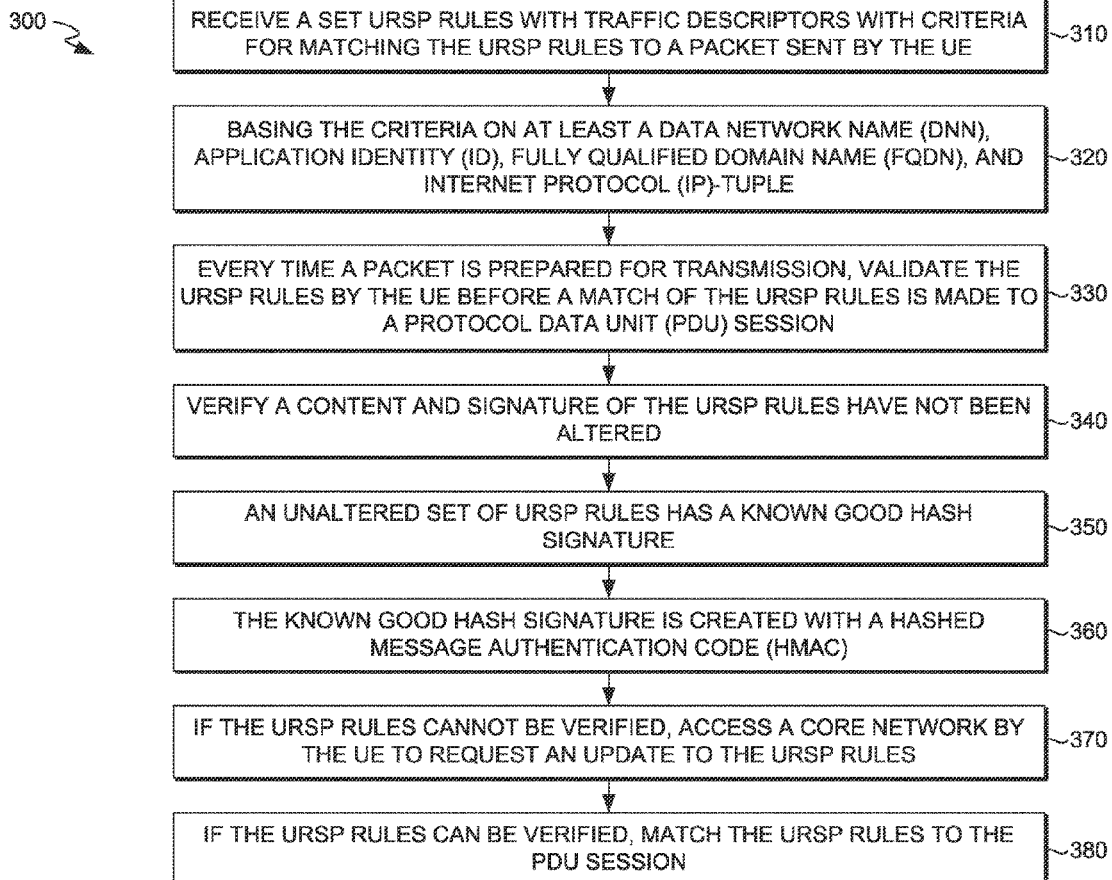 300
RECEIVE A SET URSP RULES WITH TRAFFIC DESCRIPTORS WITH CRITERIA
FOR MATCHING THE URSP RULES TO A PACKET SENT BY THE UE
310
BASING THE CRITERIA ON AT LEAST A DATA NETWORK NAME (DNN),
APPLICATION IDENTITY (ID), FULLY QUALIFIED DOMAIN NAME (FQDN), AND
INTERNET PROTOCOL (IP)-TUPLE
320
EVERY TIME A PACKET IS PREPARED FOR TRANSMISSION, VALIDATE THE
URSP RULES BY THE UE BEFORE A MATCH OF THE URSP RULES IS MADE TO
A PROTOCOL DATA UNIT (PDU) SESSION
330
VERIFY A CONTENT AND SIGNATURE OF THE URSP RULES HAVE NOT BEEN
ALTERED
340
AN UNALTERED SET OF URSP RULES HAS A KNOWN GOOD HASH
SIGNATURE
350
THE KNOWN GOOD HASH SIGNATURE IS CREATED WITH A HASHED
MESSAGE AUTHENTICATION CODE (HMAC)
360
IF THE URSP RULES CANNOT BE VERIFIED, ACCESS A CORE NETWORK BY
THE UE TO REQUEST AN UPDATE TO THE URSP RULES
370
IF THE URSP RULES CAN BE VERIFIED, MATCH THE URSP RULES TO THE
PDU SESSION
380